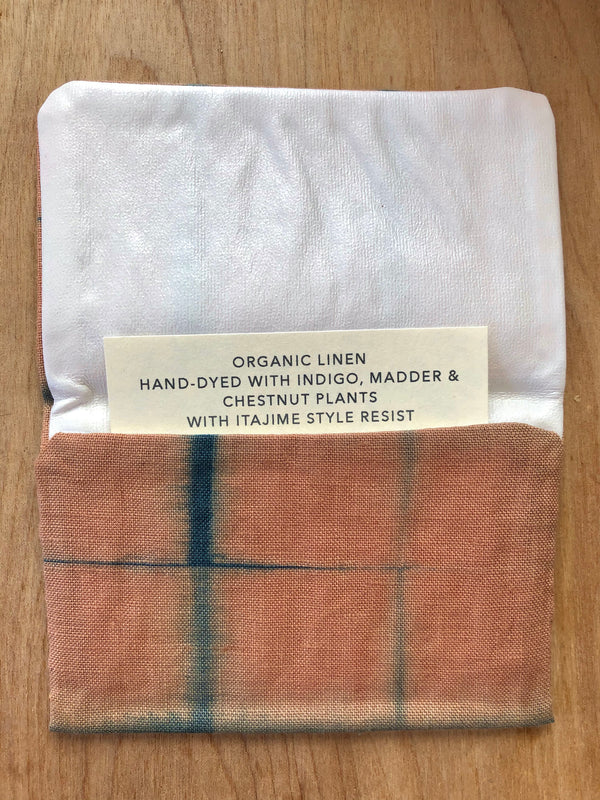 ORGANIC LINEN
HAND-DYED WITH INDIGO, MADDER &
CHESTNUT PLANTS
WITH ITAJIME STYLE RESIST